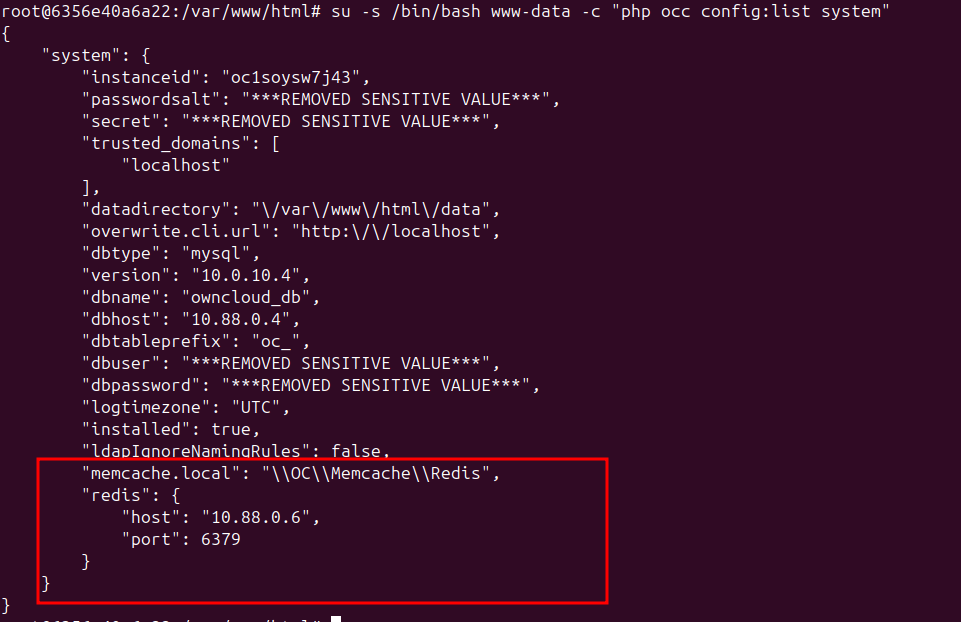 root@6356e40a6a22:/var/www/html# su -s /bin/bash www-data -c "php occ config:list system"
{
    "system": {
        "instanceid": "oc1soysw7j43",
        "passwordsalt": "***REMOVED SENSITIVE VALUE***",
        "secret": "***REMOVED SENSITIVE VALUE***",
        "trusted_domains": [
            "localhost"
        ],
        "datadirectory": "\/var\/www\/html\/data",
        "overwrite.cli.url": "http:\/\/localhost",
        "dbtype": "mysql",
        "version": "10.0.10.4",
        "dbname": "owncloud_db",
        "dbhost": "10.88.0.4",
        "dbtableprefix": "oc_",
        "dbuser": "***REMOVED SENSITIVE VALUE***",
        "dbpassword": "***REMOVED SENSITIVE VALUE***",
        "logtimezone": "UTC",
        "installed": true,
        "ldapIgnoreNamingRules": false,
        "memcache.local": "\\OC\\Memcache\\Redis",
        "redis": {
            "host": "10.88.0.6",
            "port": 6379
        }
    }
}